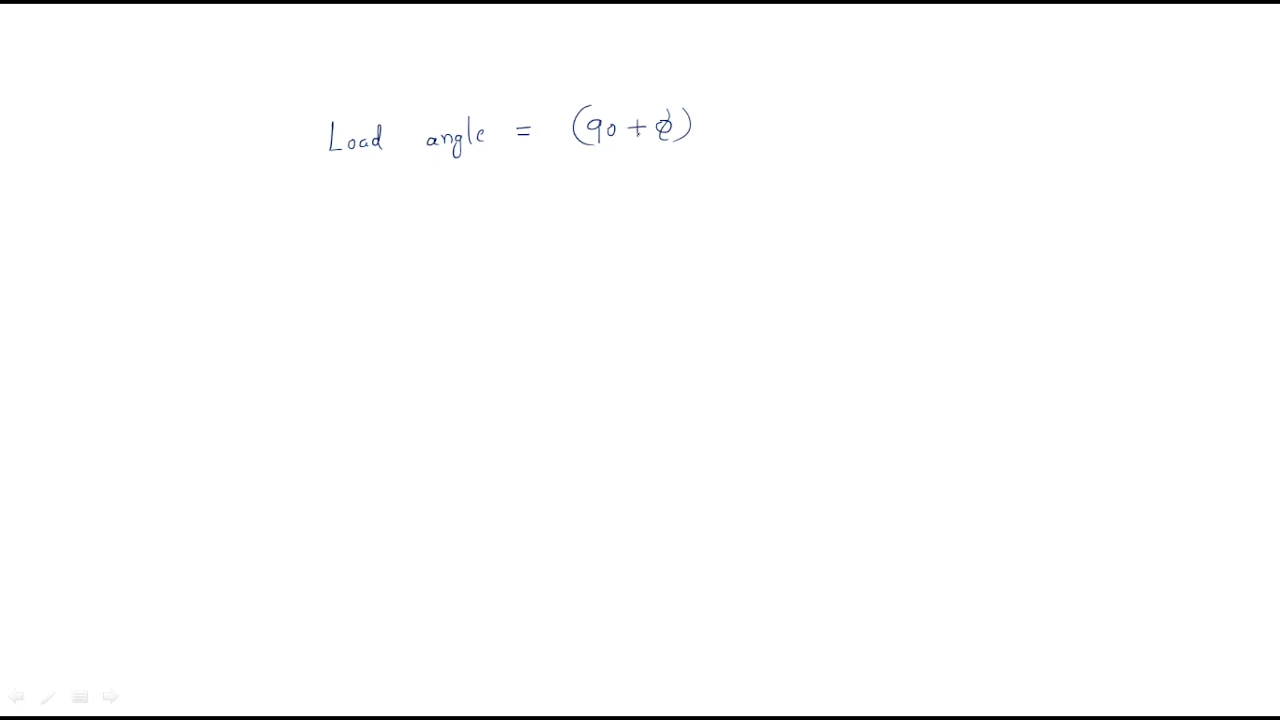 Load angle = (90 + φ)